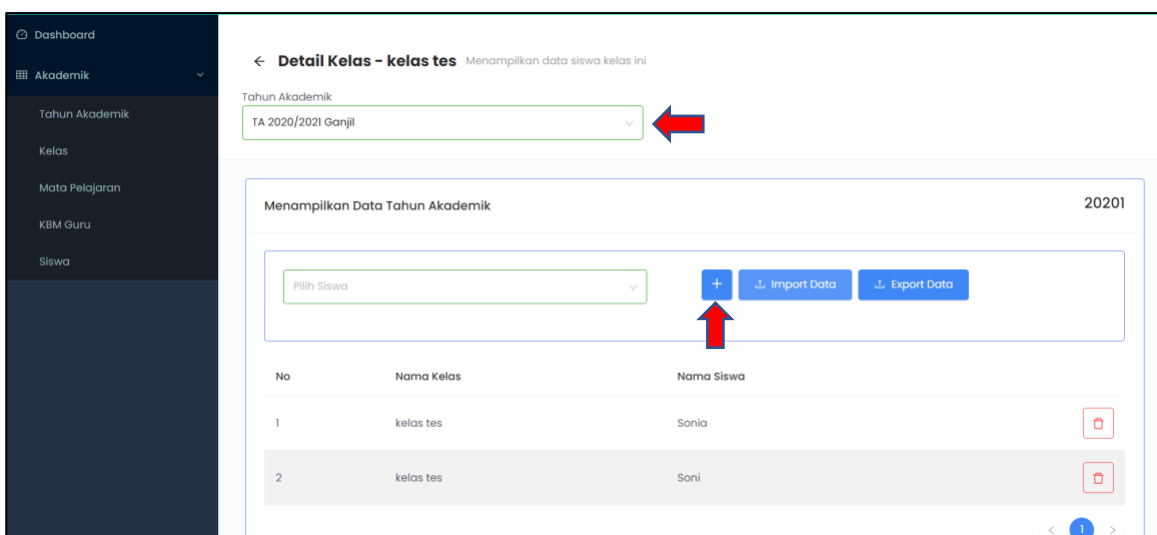 Dashboard
Akademik
Tahun Akademik
Kelas
Mata Pelajaran
KBM Guru
Siswa
Detail Kelas - kelas tes Menampilkan data siswa kelas ini
Tahun Akademik
TA 2020/2021 Ganjil
Menampilkan Data Tahun Akademik 20201
Pilih Siswa + Import Data Export Data
No Nama Kelas Nama Siswa
1 kelas tes Sonia
2 kelas tes Soni
< 1 >